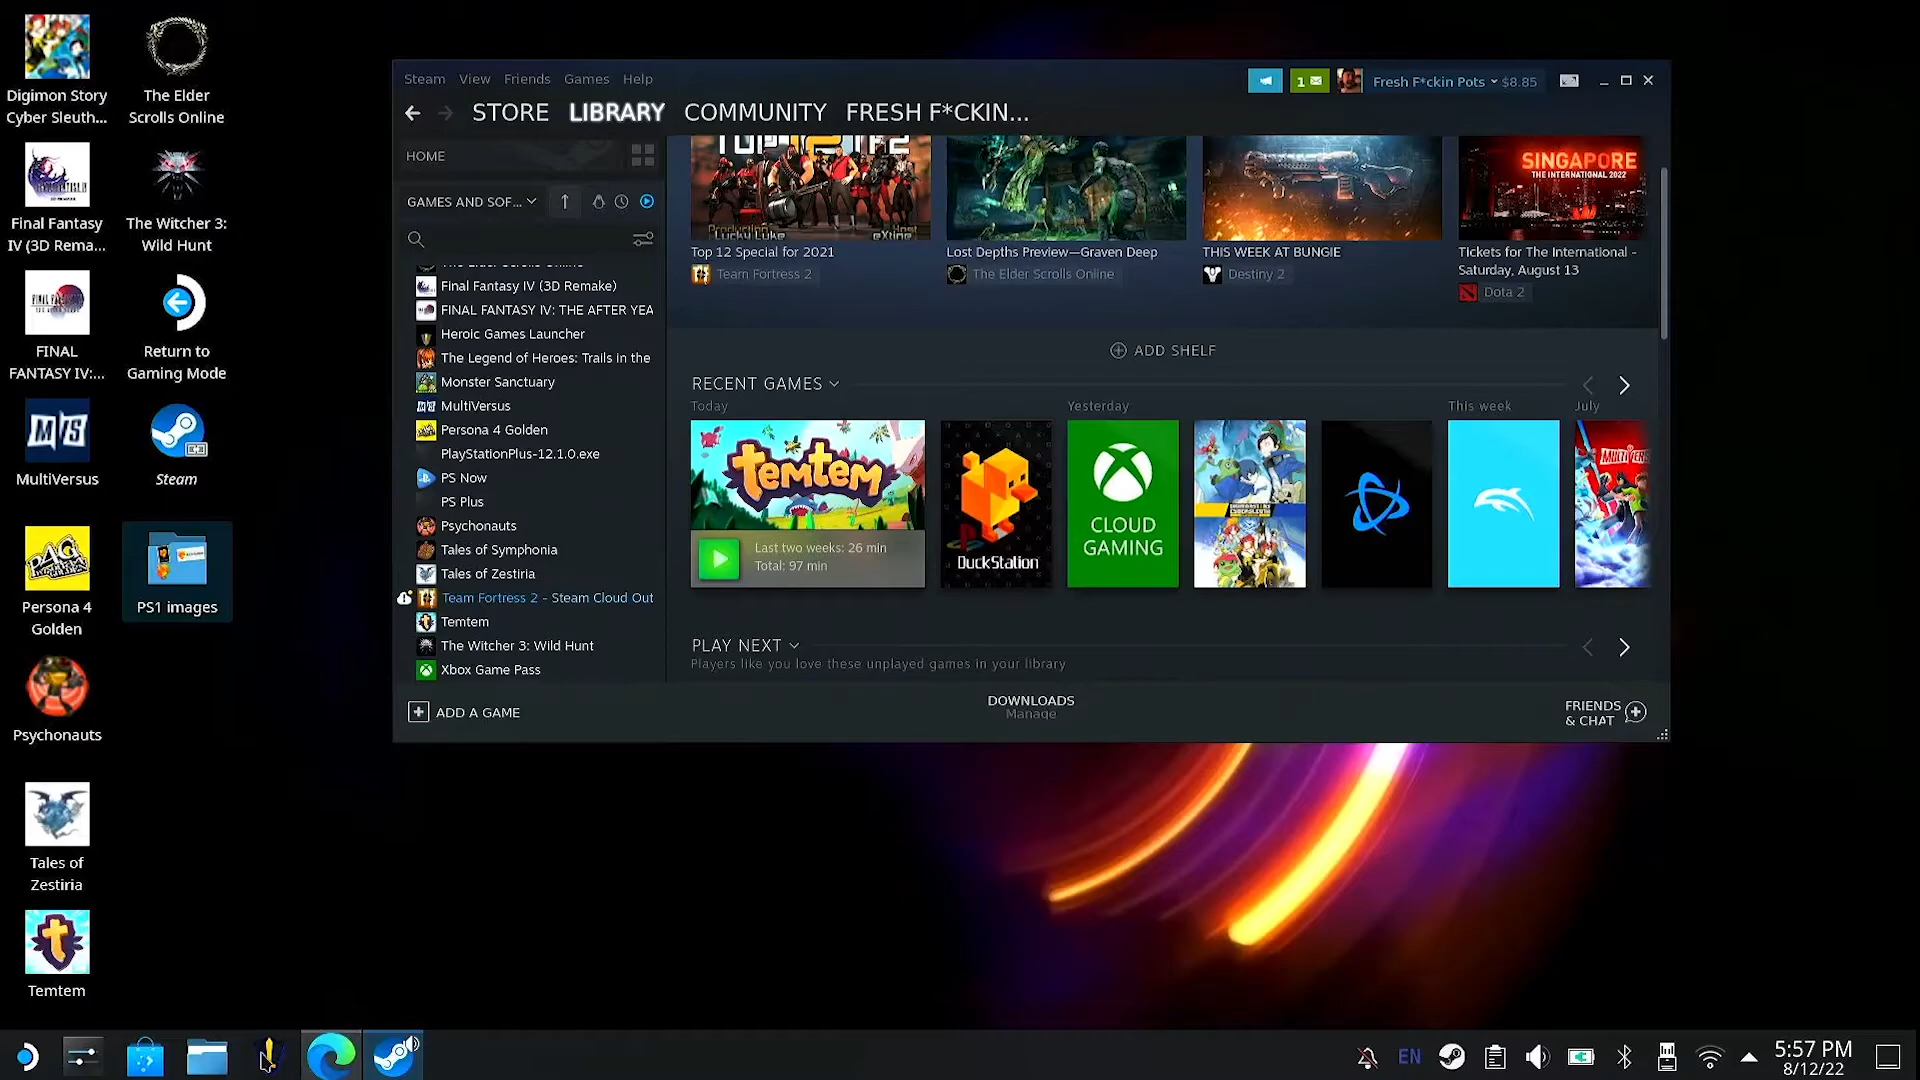 Digimon Story
Cyber Sleuth...
The Elder
Scrolls Online
Final Fantasy
IV (3D Rema...
The Witcher 3:
Wild Hunt
FINAL
FANTASY IV:...
Return to
Gaming Mode
MultiVersus
Steam
Persona 4
Golden
PS1 images
Psychonauts
Tales of
Zestiria
Temtem
Steam View Friends Games Help
1 Fresh F*ckin Pots $8.85
STORE LIBRARY COMMUNITY FRESH F*CKIN...
HOME
GAMES AND SOF...
The Elder Scrolls Online
Final Fantasy IV (3D Remake)
FINAL FANTASY IV: THE AFTER YEA
Heroic Games Launcher
The Legend of Heroes: Trails in the
Monster Sanctuary
MultiVersus
Persona 4 Golden
PlayStationPlus-12.1.0.exe
PS Now
PS Plus
Psychonauts
Tales of Symphonia
Tales of Zestiria
Team Fortress 2 - Steam Cloud Out
Temtem
The Witcher 3: Wild Hunt
Xbox Game Pass
ADD A GAME
Lucky Luke
eXtine
Top 12 Special for 2021
Team Fortress 2
Lost Depths Preview—Graven Deep
The Elder Scrolls Online
THIS WEEK AT BUNGIE
Destiny 2
SINGAPORE
THE INTERNATIONAL 2022
Tickets for The International -
Saturday, August 13
Dota 2
ADD SHELF
RECENT GAMES
Today
Yesterday
This week
July
temtem
Last two weeks: 26 min
Total: 97 min
DuckStation
CLOUD
GAMING
PLAY NEXT
Players like you love these unplayed games in your library
DOWNLOADS
Manage
FRIENDS
& CHAT
EN
5:57 PM
8/12/22